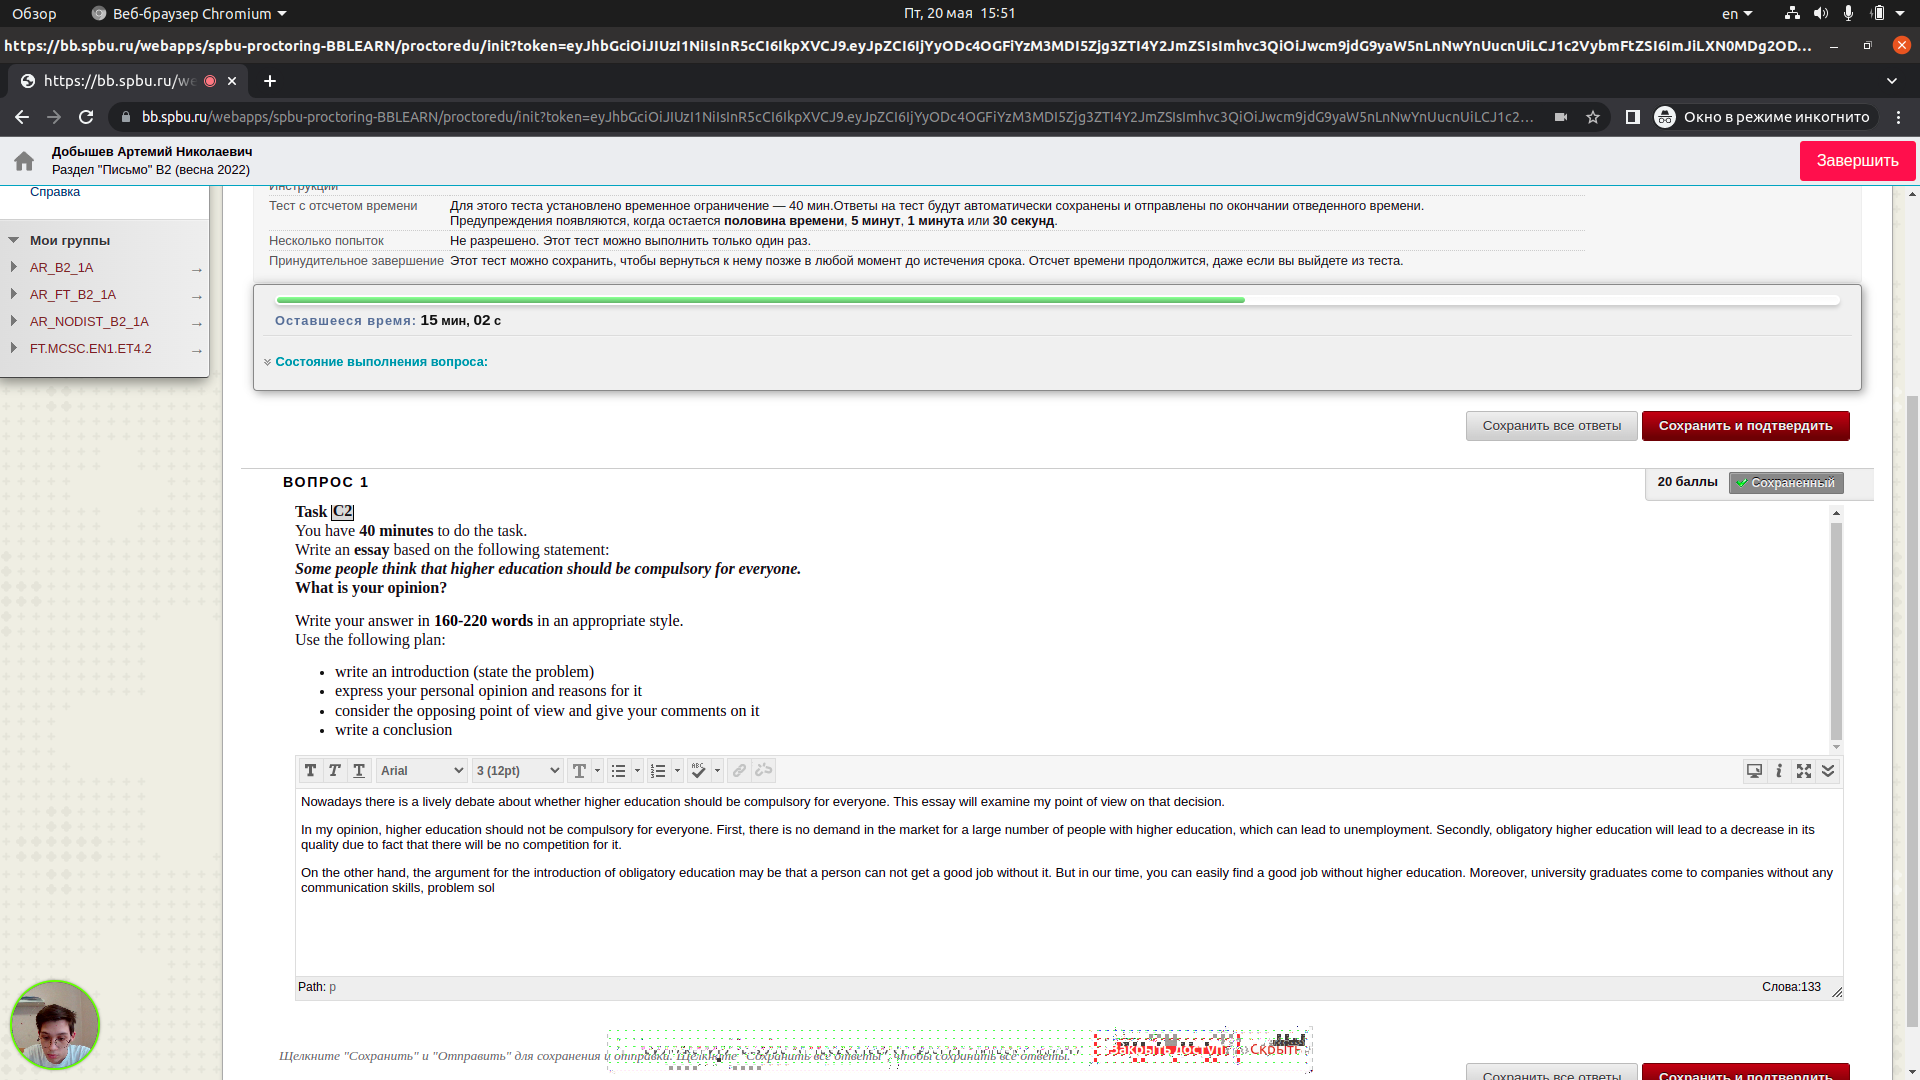 Обзор
Веб-браузер Chromium
Пт, 20 мая 15:51
en
https://bb.spbu.ru/webapps/spbu-proctoring-BBLEARN/proctoredu/init?token=eyJhbGciOiJIUzI1NiIsInR5cCI6IkpXVCJ9.eyJpZCI6IjYyODc4OGFiYzM3MDI5Zjg3ZTI4Y2JmZSIsImhvc3QiOiJwcm9jdG9yaW5nLnNwYnUucnUiLCJ1c2VybmFtZSI6ImJiLXN0MDg2OD...
https://bb.spbu.ru/we
bb.spbu.ru/webapps/spbu-proctoring-BBLEARN/proctoredu/init?token=eyJhbGciOiJIUzI1NiIsInR5cCI6IkpXVCJ9.eyJpZCI6IjYyODc4OGFiYzM3MDI5Zjg3ZTI4Y2JmZSIsImhvc3QiOiJwcm9jdG9yaW5nLnNwYnUucnUiLCJ1c2...
Окно в режиме инкогнито
Добышев Артемий Николаевич
Раздел "Письмо" B2 (весна 2022)
Завершить
Справка
Мои группы
AR_B2_1A →
AR_FT_B2_1A →
AR_NODIST_B2_1A →
FT.MCSC.EN1.ET4.2 →
Инструкции
Тест с отсчетом времени Для этого теста установлено временное ограничение — 40 мин.Ответы на тест будут автоматически сохранены и отправлены по окончании отведенного времени.
Предупреждения появляются, когда остается половина времени, 5 минут, 1 минута или 30 секунд.
Несколько попыток Не разрешено. Этот тест можно выполнить только один раз.
Принудительное завершение Этот тест можно сохранить, чтобы вернуться к нему позже в любой момент до истечения срока. Отсчет времени продолжится, даже если вы выйдете из теста.
Оставшееся время: 15 мин, 02 с
Состояние выполнения вопроса:
Сохранить все ответы
Сохранить и подтвердить
ВОПРОС 1
20 баллы
Сохраненный
Task C2
You have 40 minutes to do the task.
Write an essay based on the following statement:
Some people think that higher education should be compulsory for everyone.
What is your opinion?
Write your answer in 160-220 words in an appropriate style.
Use the following plan:
• write an introduction (state the problem)
• express your personal opinion and reasons for it
• consider the opposing point of view and give your comments on it
• write a conclusion
T T T Arial 3 (12pt) T ABC
Nowadays there is a lively debate about whether higher education should be compulsory for everyone. This essay will examine my point of view on that decision.
In my opinion, higher education should not be compulsory for everyone. First, there is no demand in the market for a large number of people with higher education, which can lead to unemployment. Secondly, obligatory higher education will lead to a decrease in its
quality due to fact that there will be no competition for it.
On the other hand, the argument for the introduction of obligatory education may be that a person can not get a good job without it. But in our time, you can easily find a good job without higher education. Moreover, university graduates come to companies without any
communication skills, problem sol
Path: p
Слова:133
Щелкните "Сохранить" и "Отправить" для сохранения и отправки. Щелкните "Сохранить все ответы", чтобы сохранить все ответы.
Закрыть доступ
Скрыть
Сохранить все ответы
Сохранить и подтвердить